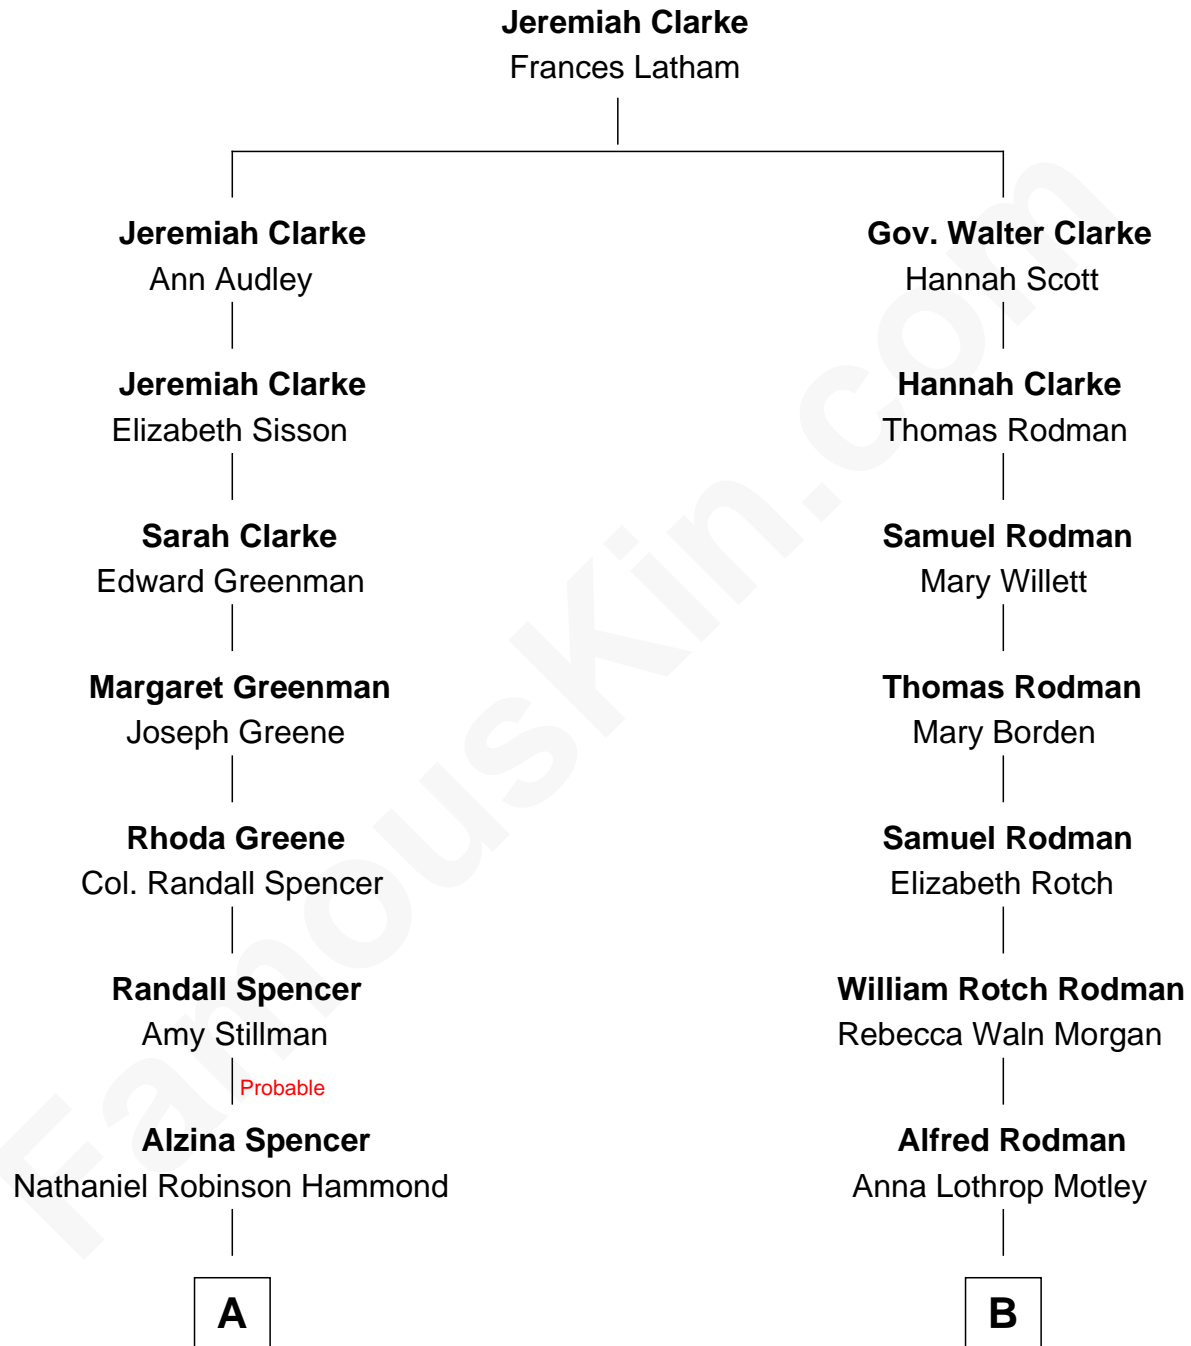 Jeremiah Clarke
Frances Latham
Jeremiah Clarke
Ann Audley
Gov. Walter Clarke
Hannah Scott
Jeremiah Clarke
Elizabeth Sisson
Hannah Clarke
Thomas Rodman
Sarah Clarke
Edward Greenman
Samuel Rodman
Mary Willett
Margaret Greenman
Joseph Greene
Thomas Rodman
Mary Borden
Rhoda Greene
Col. Randall Spencer
Samuel Rodman
Elizabeth Rotch
Randall Spencer
Amy Stillman
William Rotch Rodman
Rebecca Waln Morgan
Probable
Alzina Spencer
Nathaniel Robinson Hammond
Alfred Rodman
Anna Lothrop Motley
A
B
FamousKin.com